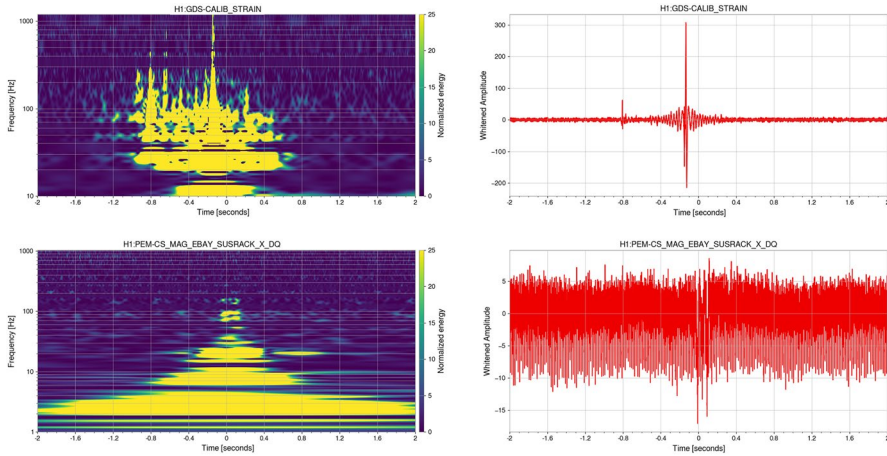 H1:GDS-CALIB_STRAIN
Frequency [Hz]
1000
100
10
-2 -1.6 -1.2 -0.8 -0.4 0 0.4 0.8 1.2 1.6 2
Time [seconds]
25
20
15
10
5
0
Normalized energy
H1:GDS-CALIB_STRAIN
Whitened Amplitude
300
200
100
0
-100
-200
-2 -1.6 -1.2 -0.8 -0.4 0 0.4 0.8 1.2 1.6 2
Time [seconds]
H1:PEM-CS_MAG_EBAY_SUSRACK_X_DQ
Frequency [Hz]
1000
100
10
1
-2 -1.6 -1.2 -0.8 -0.4 0 0.4 0.8 1.2 1.6 2
Time [seconds]
25
20
15
10
5
0
Normalized energy
H1:PEM-CS_MAG_EBAY_SUSRACK_X_DQ
Whitened Amplitude
5
0
-5
-10
-15
-2 -1.6 -1.2 -0.8 -0.4 0 0.4 0.8 1.2 1.6 2
Time [seconds]